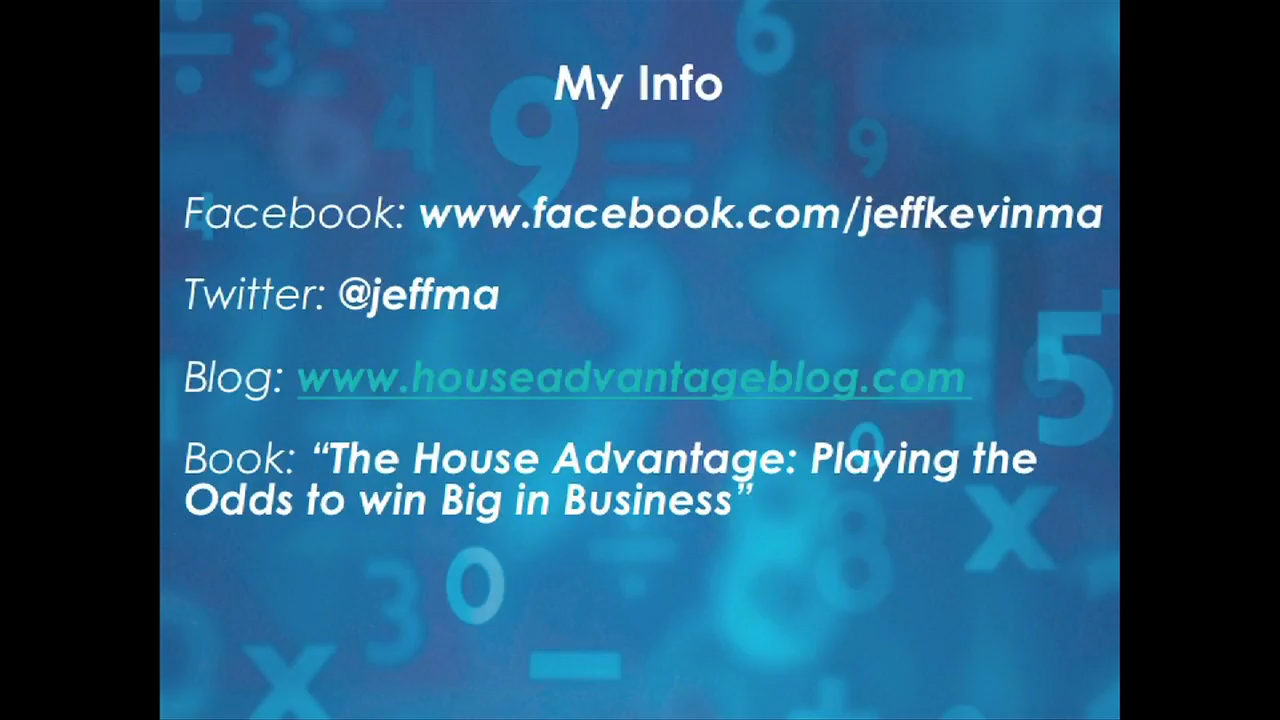 My Info
Facebook: www.facebook.com/jeffkevinma
Twitter: @jeffma
Blog: www.houseadvantageblog.com
Book: “The House Advantage: Playing the
Odds to win Big in Business”